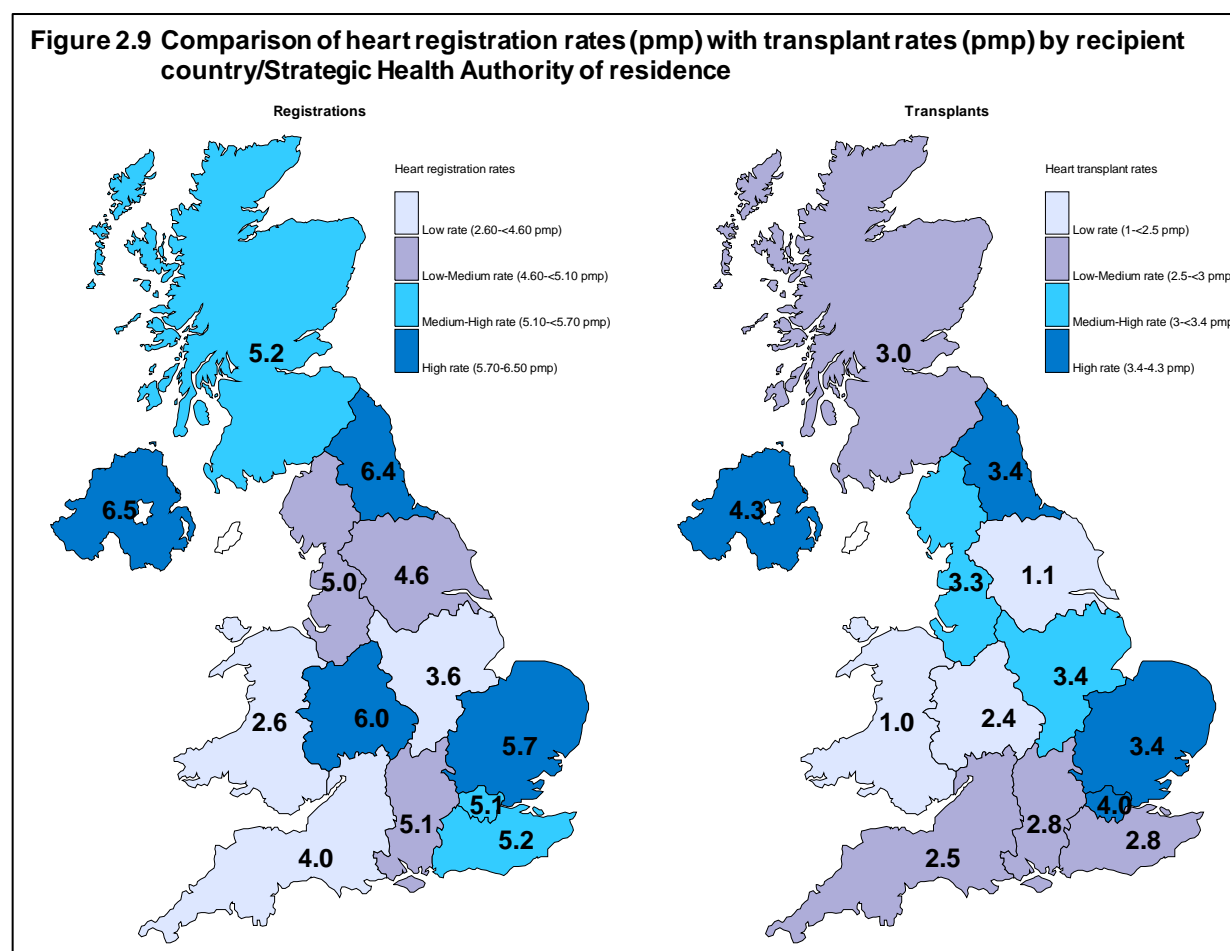 Figure 2.9 Comparison of heart registration rates (pmp) with transplant rates (pmp) by recipient
country/Strategic Health Authority of residence
Registrations
Heart registration rates
Low rate (2.60-<4.60 pmp)
Low-Medium rate (4.60-<5.10 pmp)
Medium-High rate (5.10-<5.70 pmp)
High rate (5.70-6.50 pmp)
5.2
6.4
6.5
5.0
4.6
3.6
2.6
6.0
5.7
5.1
5.1
5.2
4.0
Transplants
Heart transplant rates
Low rate (1-<2.5 pmp)
Low-Medium rate (2.5-<3 pmp
Medium-High rate (3-<3.4 pmp
High rate (3.4-4.3 pmp)
3.0
3.4
4.3
3.3
1.1
3.4
1.0
2.4
3.4
4.0
2.8
2.8
2.5